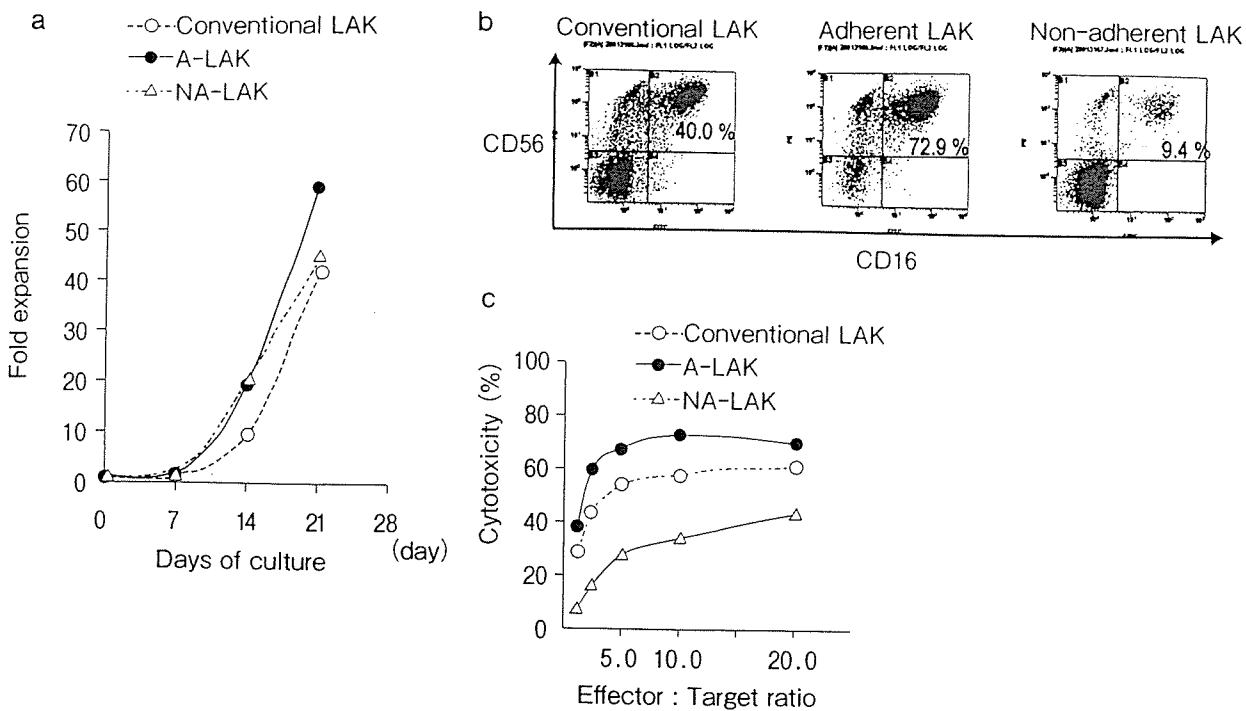 a
Conventional LAK
A-LAK
NA-LAK
70
60
50
40
30
20
10
0
Fold expansion
0 7 14 21 28
(day)
Days of culture
b
Conventional LAK Adherent LAK Non-adherent LAK
CD56
40.0 % 72.9 % 9.4 %
CD16
c
Conventional LAK
A-LAK
NA-LAK
100
80
60
40
20
0
Cytotoxicity (%)
5.0 10.0 20.0
Effector : Target ratio